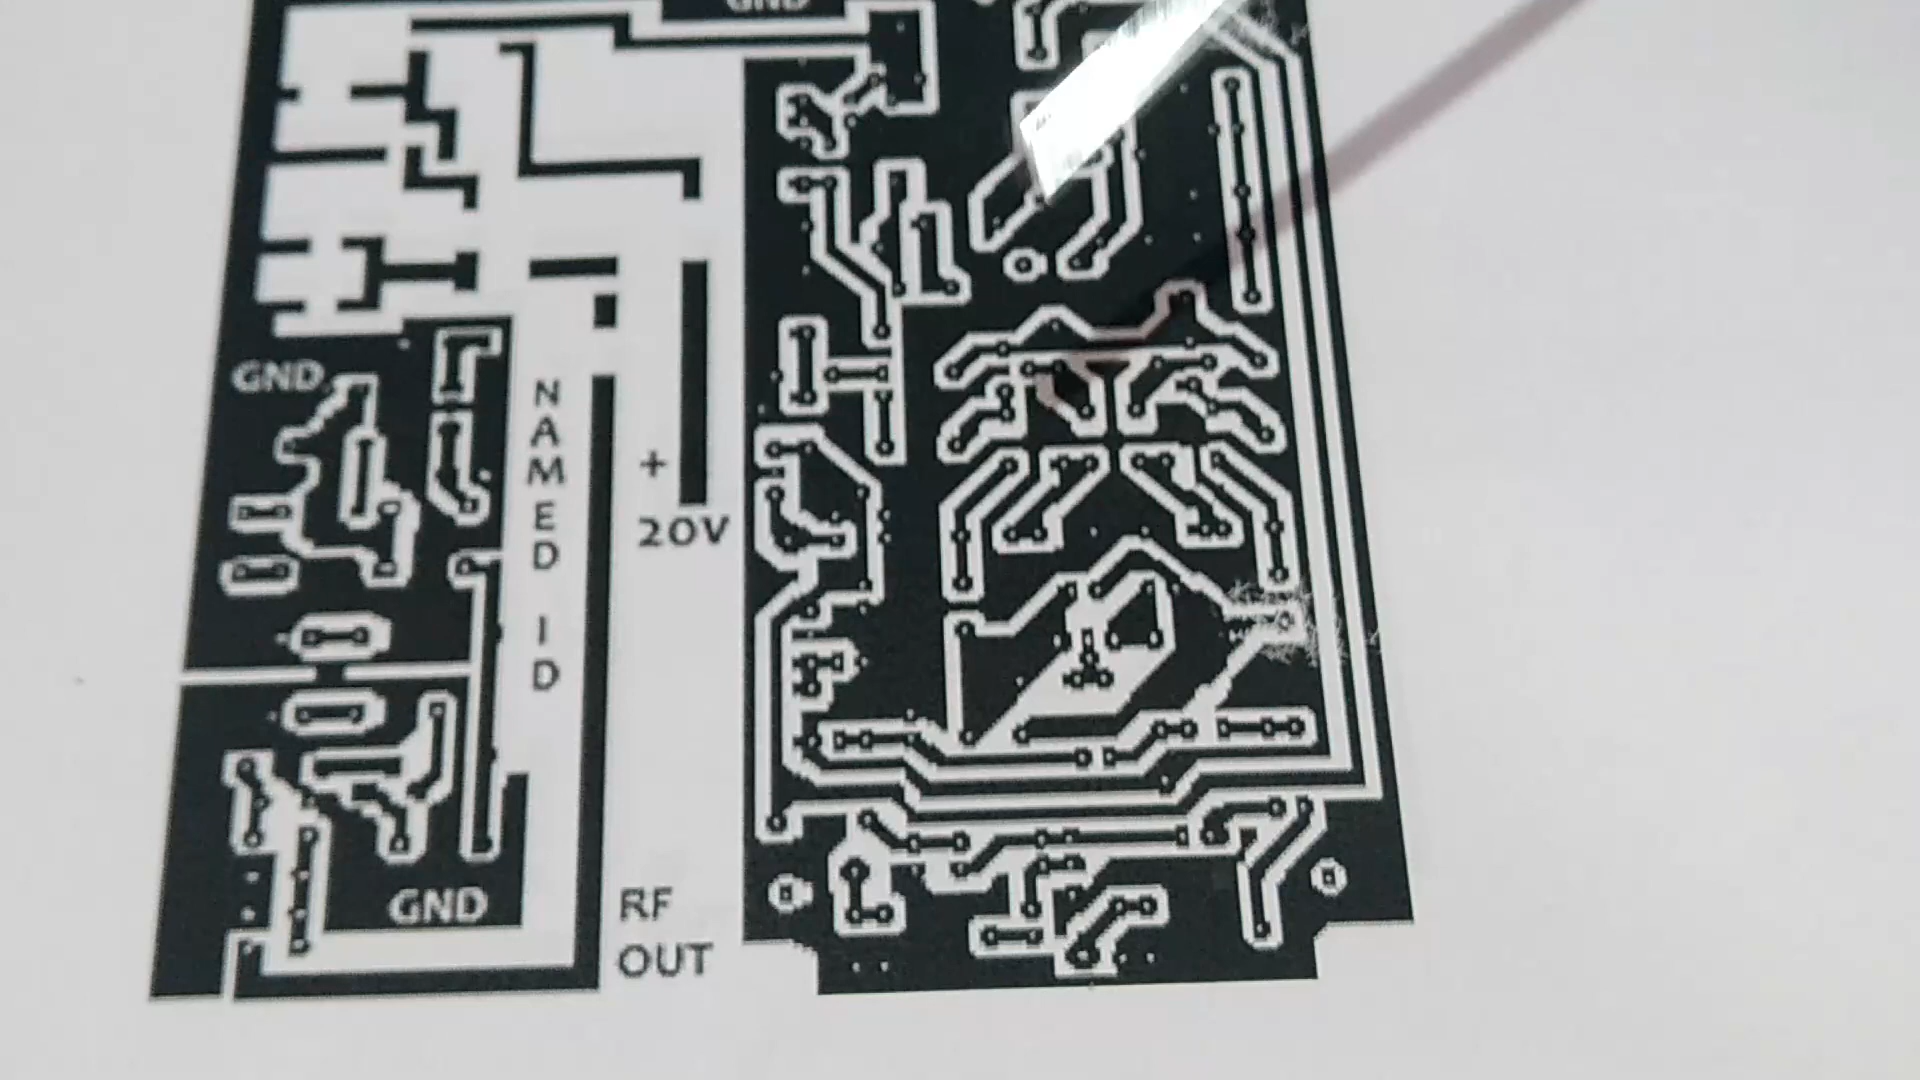 GND
GND
NAMED ID
+
20V
GND
RF
OUT